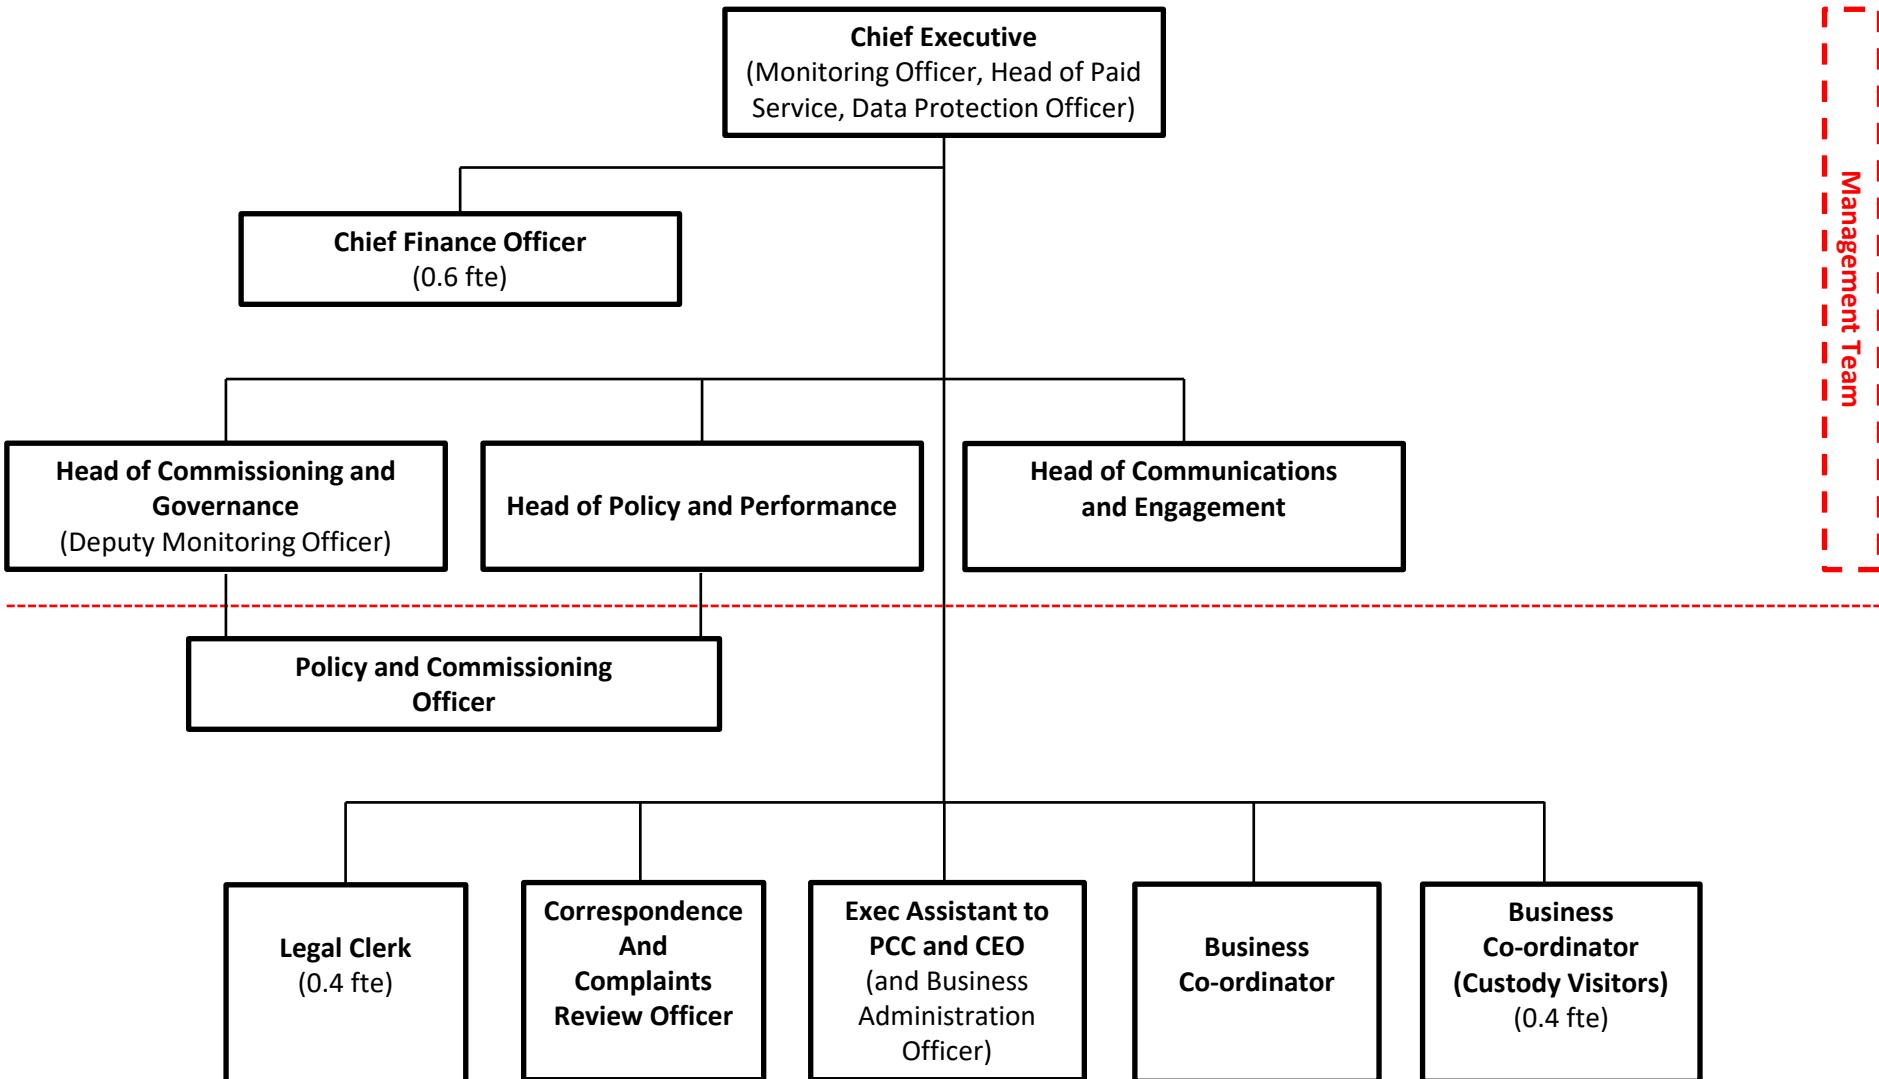 Chief Executive
(Monitoring Officer, Head of Paid
Service, Data Protection Officer)
Management Team
Chief Finance Officer
(0.6 fte)
Head of Commissioning and
Governance
(Deputy Monitoring Officer)
Head of Policy and Performance
Head of Communications
and Engagement
Policy and Commissioning
Officer
Legal Clerk
(0.4 fte)
Correspondence
And
Complaints
Review Officer
Exec Assistant to
PCC and CEO
(and Business
Administration
Officer)
Business
Co-ordinator
Business
Co-ordinator
(Custody Visitors)
(0.4 fte)